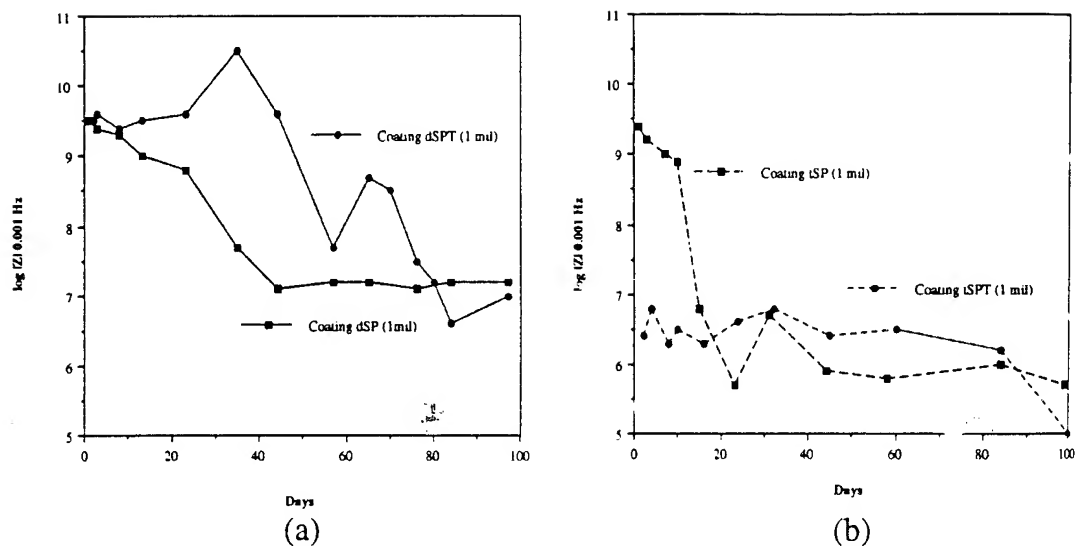 11
10
9
8
7
6
5
log |Z| 0.001 Hz
Coating dSPT (1 mil)
Coating dSP (1mil)
0 20 40 60 80 100
Days
(a)
11
10
9
8
7
6
5
log |Z| 0.001 Hz
Coating tSP (1 mil)
Coating tSPT (1 mil)
0 20 40 60 80 100
Days
(b)